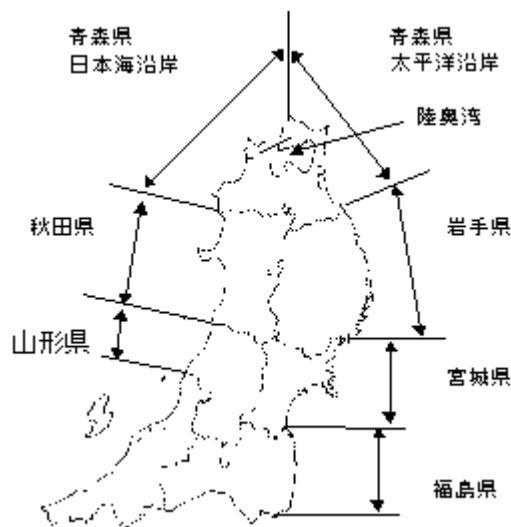 青森県
日本海沿岸
青森県
太平洋沿岸
陸奥湾
秋田県
岩手県
山形県
宮城県
福島県